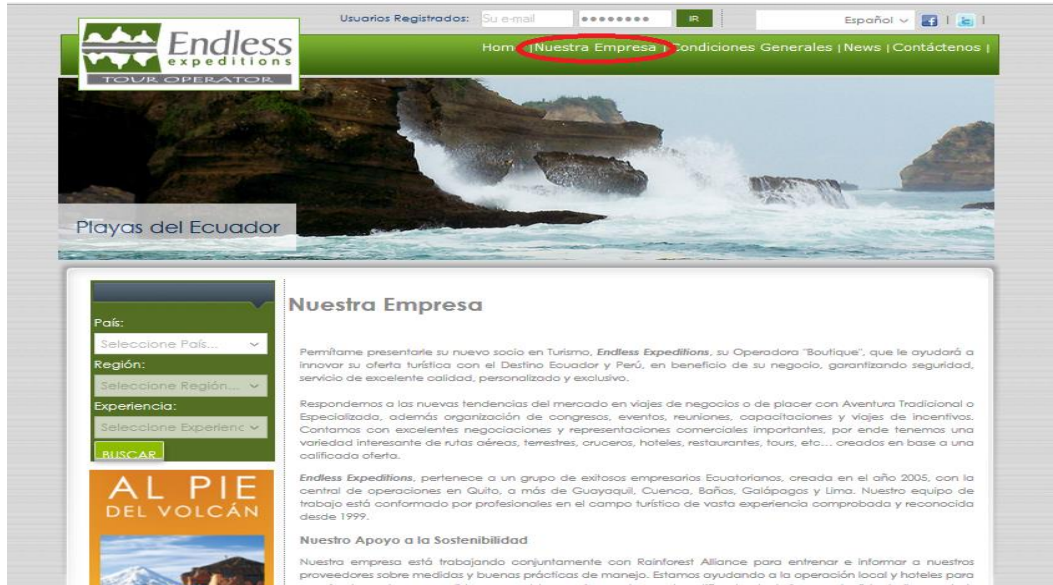 Usuarios Registrados: Su e-mail •••••••• IR Español
Endless
expeditions
TOUR OPERATOR
Home | Nuestra Empresa | Condiciones Generales | News | Contáctenos |
Playas del Ecuador
País:
Seleccione País...
Región:
Seleccione Región...
Experiencia:
Seleccione Experienc
BUSCAR
AL PIE
DEL VOLCÁN
Nuestra Empresa
Permítame presentarle su nuevo socio en Turismo, Endless Expeditions, su Operadora "Boutique", que le ayudará a
innovar su oferta turística con el Destino Ecuador y Perú, en beneficio de su negocio, garantizando seguridad,
servicio de excelente calidad, personalizado y exclusivo.
Respondemos a las nuevas tendencias del mercado en viajes de negocios o de placer con Aventura Tradicional o
Especializada, además organización de congresos, eventos, reuniones, capacitaciones y viajes de incentivos.
Contamos con excelentes negociaciones y representaciones comerciales importantes, por ende tenemos una
variedad interesante de rutas aéreas, terrestres, cruceros, hoteles, restaurantes, tours, etc... creados en base a una
calificada oferta.
Endless Expeditions, pertenece a un grupo de exitosos empresarios Ecuatorianos, creada en el año 2005, con la
central de operaciones en Quito, a más de Guayaquil, Cuenca, Baños, Galápagos y Lima. Nuestro equipo de
trabajo está conformado por profesionales en el campo turístico de vasta experiencia comprobada y reconocida
desde 1999.
Nuestro Apoyo a la Sostenibilidad
Nuestra empresa está trabajando conjuntamente con Rainforest Alliance para entrenar e informar a nuestros
proveedores sobre medidas y buenas prácticas de manejo. Estamos ayudando a la operación local y hoteles para